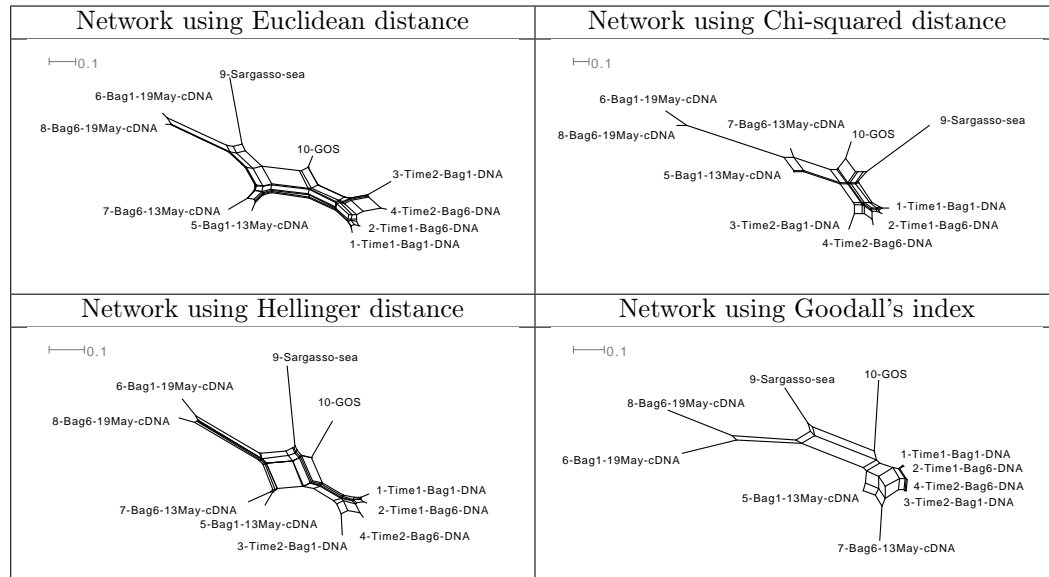 Network using Euclidean distance
0.1
9-Sargasso-sea
6-Bag1-19May-cDNA
8-Bag6-19May-cDNA
10-GOS
3-Time2-Bag1-DNA
7-Bag6-13May-cDNA
4-Time2-Bag6-DNA
5-Bag1-13May-cDNA
2-Time1-Bag6-DNA
1-Time1-Bag1-DNA
Network using Chi-squared distance
0.1
6-Bag1-19May-cDNA
7-Bag6-13May-cDNA
9-Sargasso-sea
8-Bag6-19May-cDNA
10-GOS
5-Bag1-13May-cDNA
1-Time1-Bag1-DNA
3-Time2-Bag1-DNA
2-Time1-Bag6-DNA
4-Time2-Bag6-DNA
Network using Hellinger distance
0.1
9-Sargasso-sea
6-Bag1-19May-cDNA
10-GOS
8-Bag6-19May-cDNA
1-Time1-Bag1-DNA
7-Bag6-13May-cDNA
2-Time1-Bag6-DNA
5-Bag1-13May-cDNA
4-Time2-Bag6-DNA
3-Time2-Bag1-DNA
Network using Goodall's index
0.1
10-GOS
9-Sargasso-sea
8-Bag6-19May-cDNA
1-Time1-Bag1-DNA
6-Bag1-19May-cDNA
2-Time1-Bag6-DNA
4-Time2-Bag6-DNA
5-Bag1-13May-cDNA
3-Time2-Bag1-DNA
7-Bag6-13May-cDNA